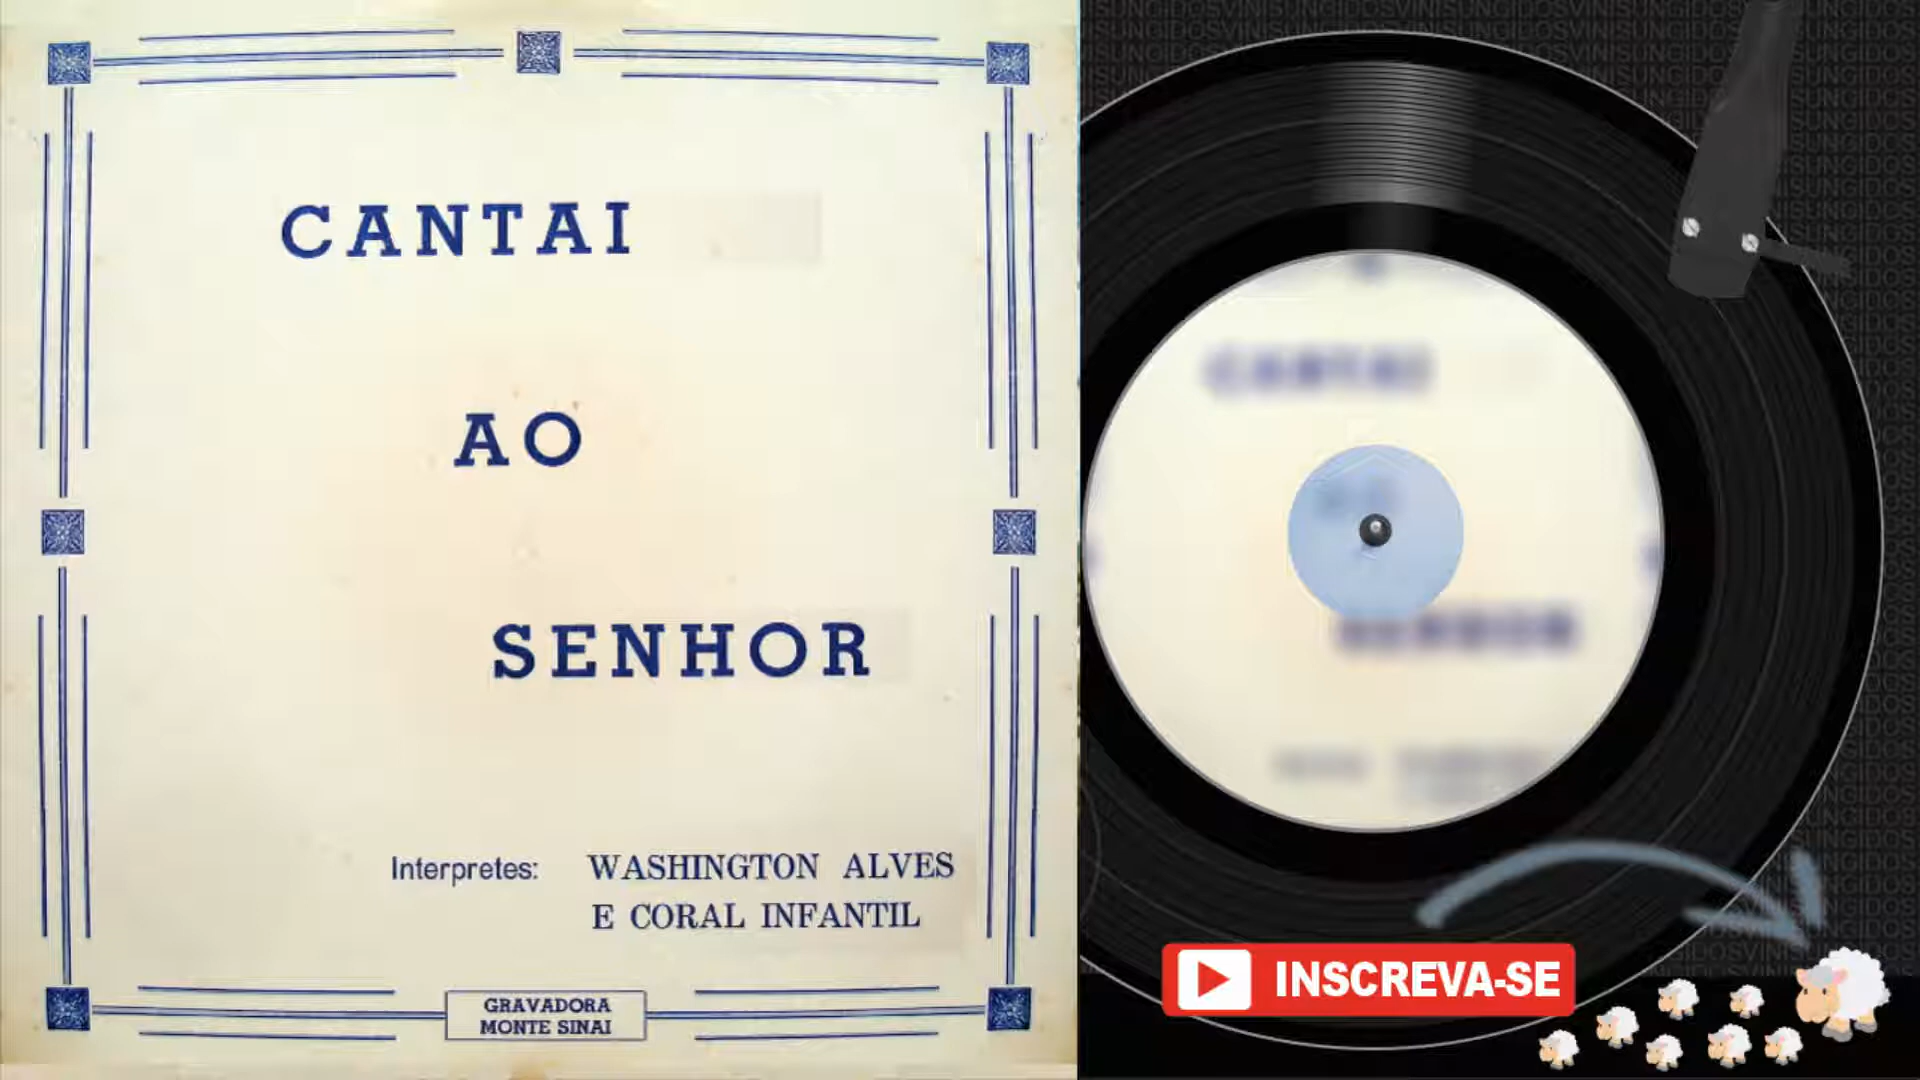 CANTAI
AO
SENHOR
Interpretes: WASHINGTON ALVES
E CORAL INFANTIL
GRAVADORA
MONTE SINAI
INSCREVA-SE